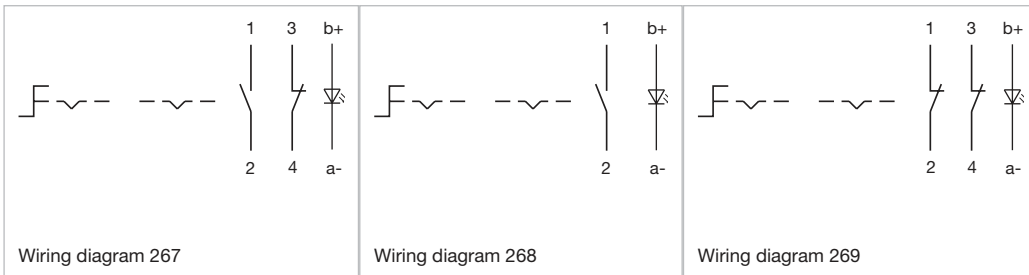 1 3 b+
2 4 a-
Wiring diagram 267
1 b+
2 a-
Wiring diagram 268
1 3 b+
2 4 a-
Wiring diagram 269